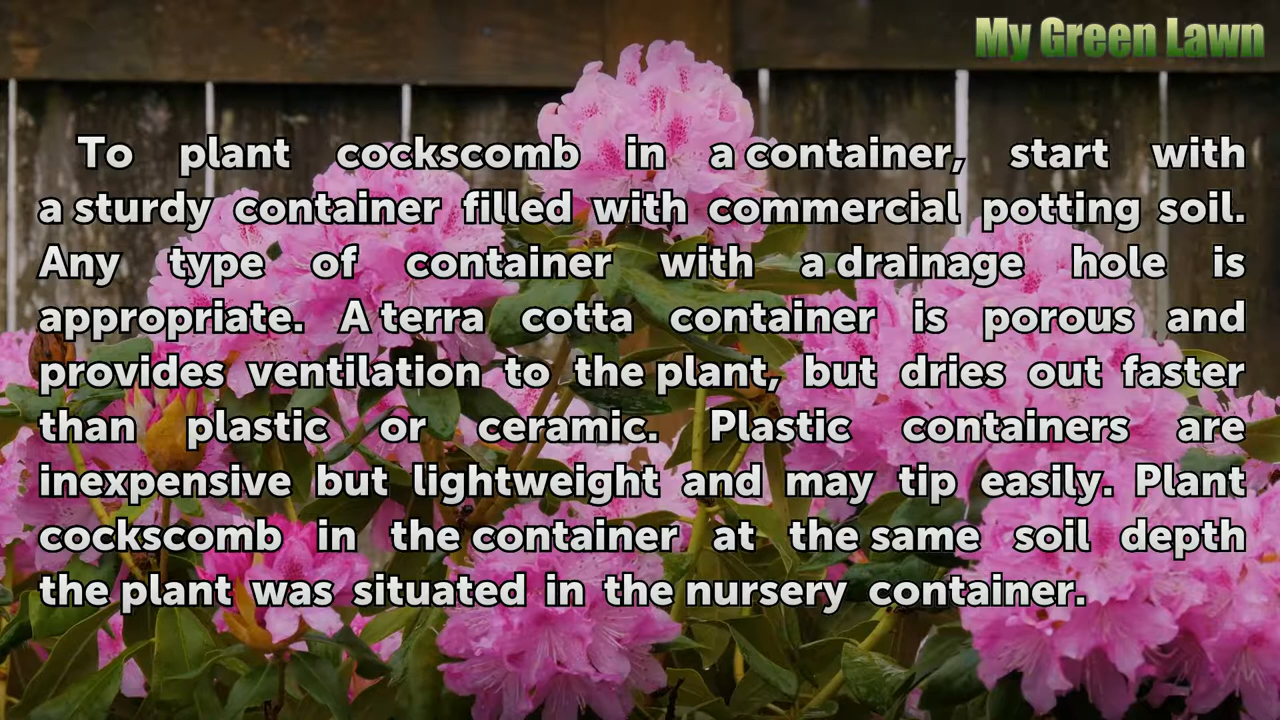 My Green Lawn
To plant cockscomb in a container, start with
a sturdy container filled with commercial potting soil.
Any type of container with a drainage hole is
appropriate. A terra cotta container is porous and
provides ventilation to the plant, but dries out faster
than plastic or ceramic. Plastic containers are
inexpensive but lightweight and may tip easily. Plant
cockscomb in the container at the same soil depth
the plant was situated in the nursery container.